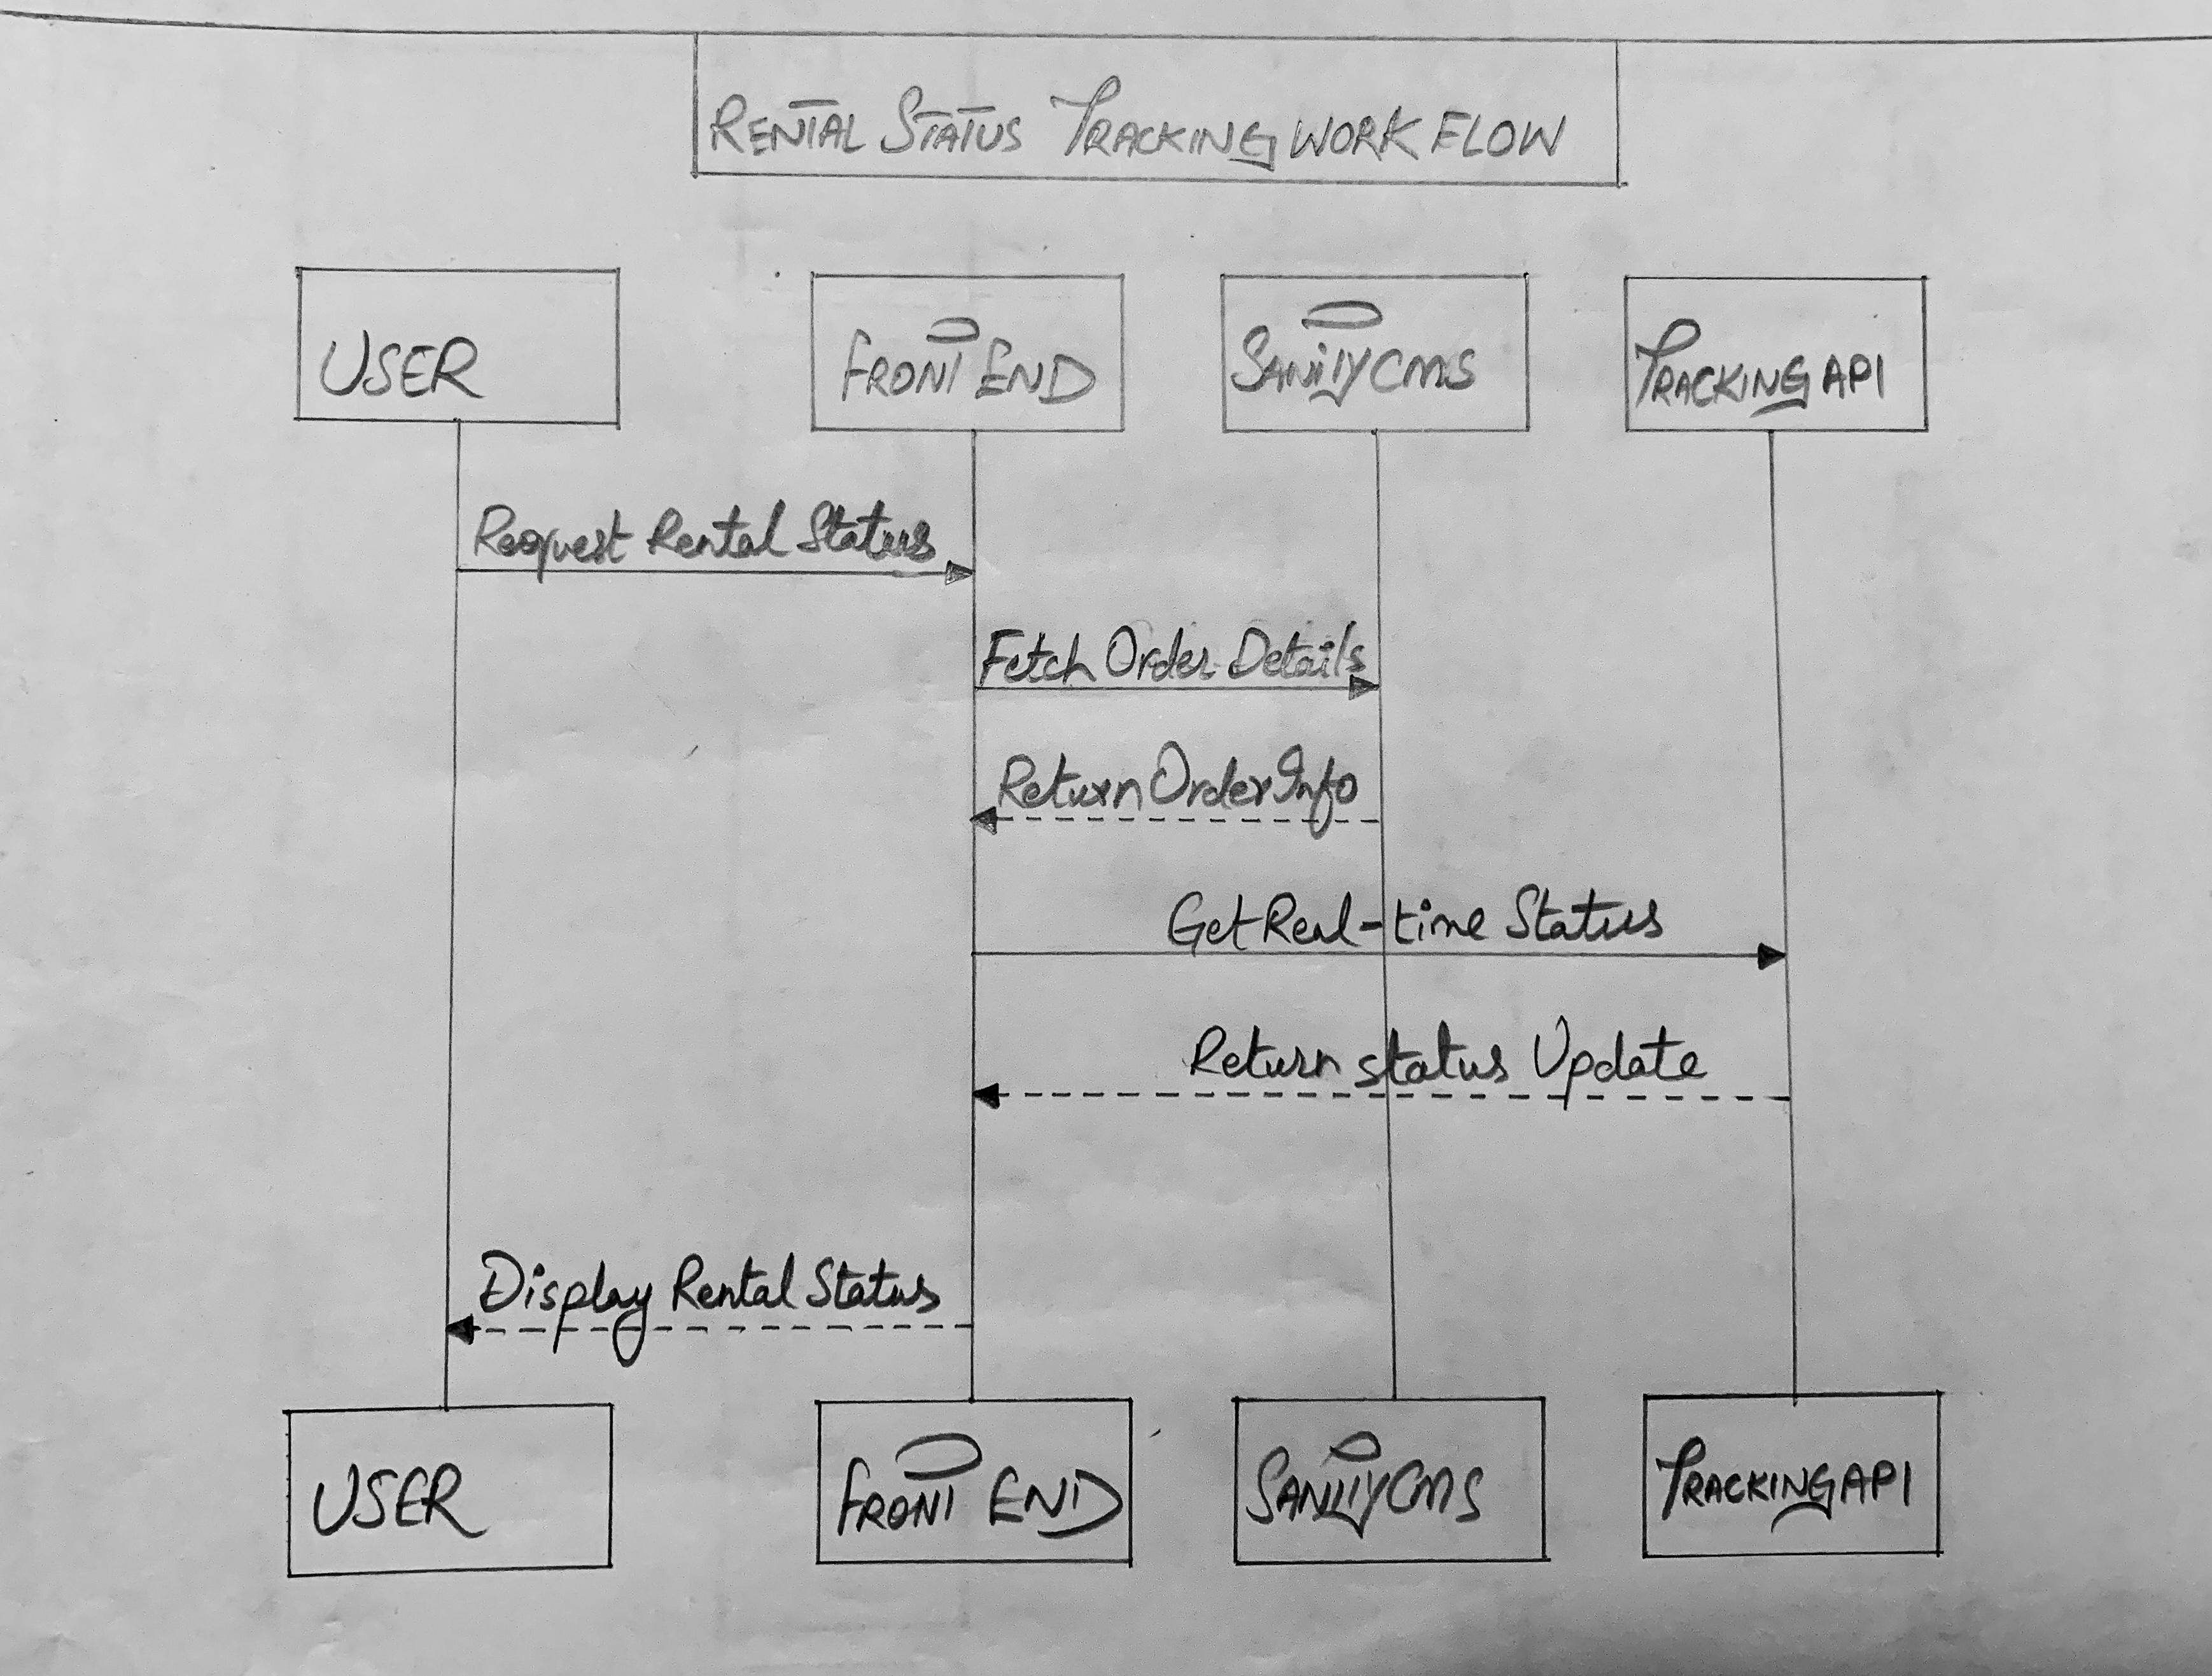 RENTAL STATUS TRACKING WORK FLOW
USER
FRONT END
SANITY CMS
TRACKING API
Request Rental Status
Fetch Order Details
Return Order Info
Get Real-time Status
Return status Update
Display Rental Status
USER
FRONT END
SANITY CMS
TRACKING API